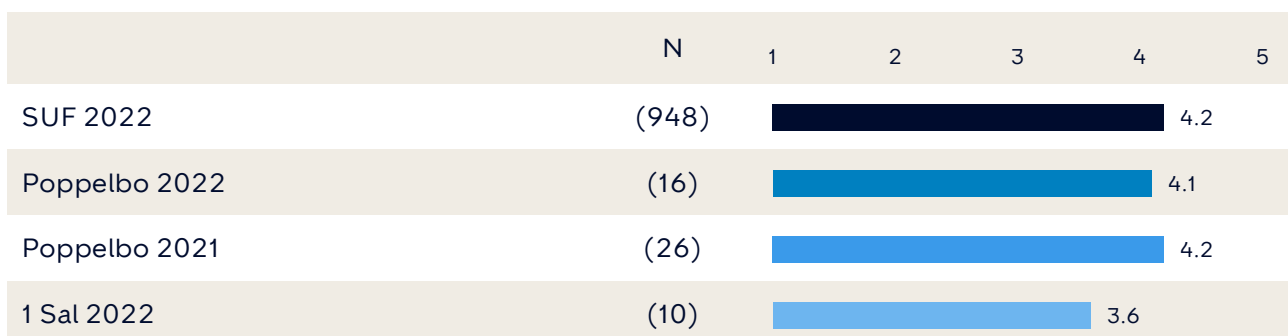 N 1 2 3 4 5
SUF 2022 (948) 4.2
Poppelbo 2022 (16) 4.1
Poppelbo 2021 (26) 4.2
1 Sal 2022 (10) 3.6